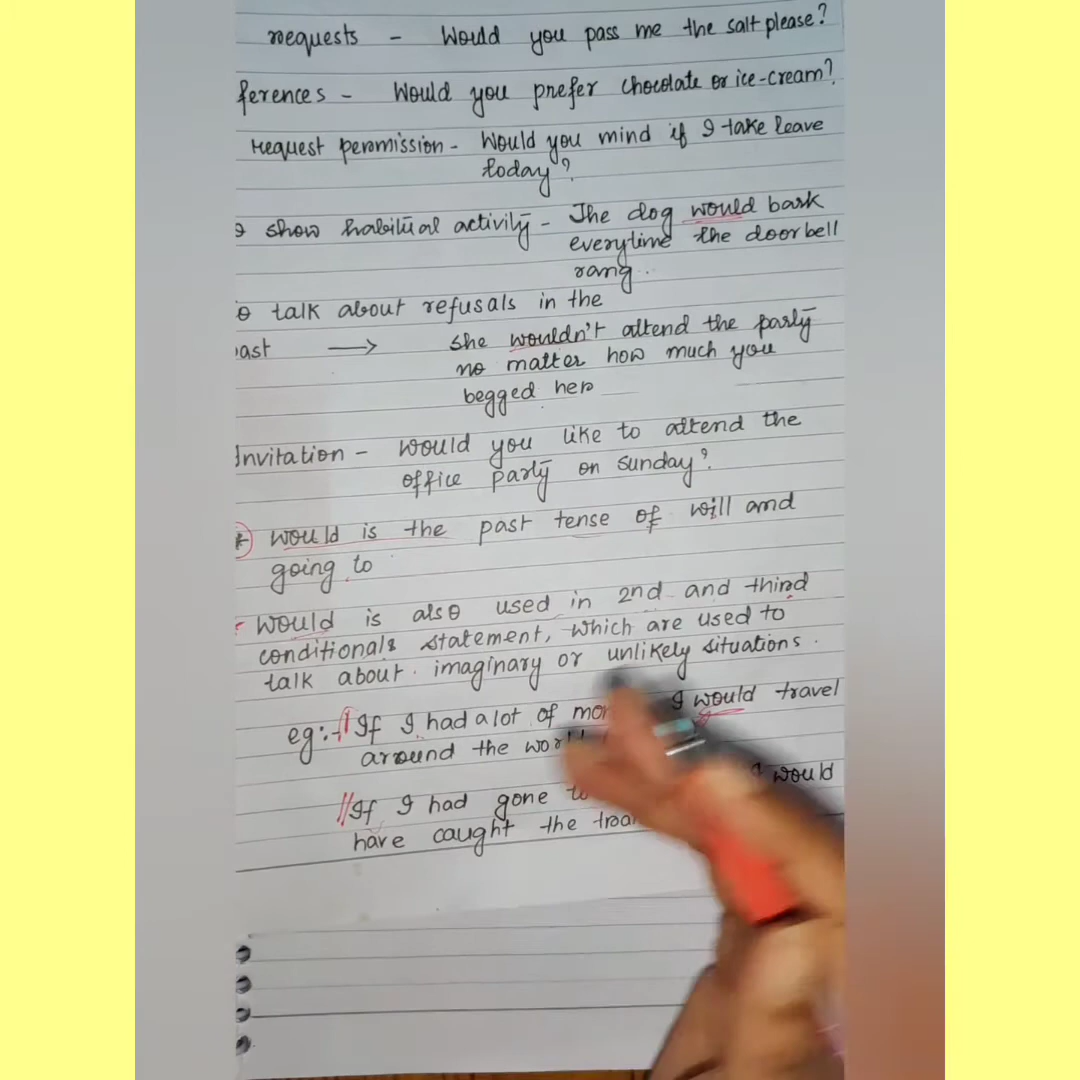 requests - Would you pass me the salt please?
ferences - Would you prefer chocolate or ice-cream?
request permission - Would you mind if I take leave
today?
show habitual activity - The dog would bark
everytime the doorbell
rang.
talk about refusals in the
ast → she wouldn't attend the party
no matter how much you
begged her
Invitation - would you like to attend the
office party on sunday?
would is the past tense of will and
going to
would is also used in 2nd and third
conditionals statement, which are used to
talk about imaginary or unlikely situations.
eg:- If I had a lot of I would travel
around the
If I had gone I would
have caught the